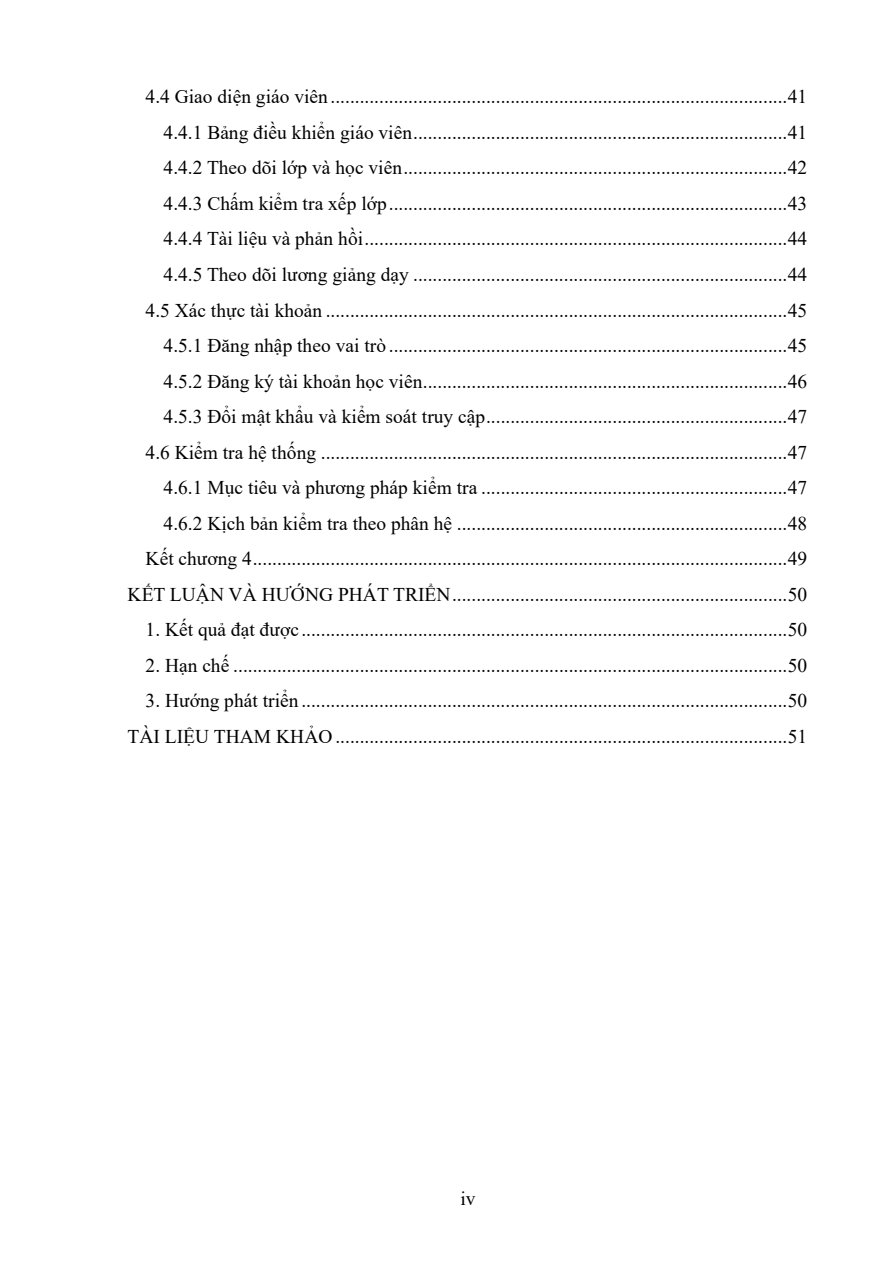 4.4 Giao diện giáo viên ... 41
4.4.1 Bảng điều khiển giáo viên ... 41
4.4.2 Theo dõi lớp và học viên ... 42
4.4.3 Chấm kiểm tra xếp lớp ... 43
4.4.4 Tài liệu và phản hồi ... 44
4.4.5 Theo dõi lương giảng dạy ... 44
4.5 Xác thực tài khoản ... 45
4.5.1 Đăng nhập theo vai trò ... 45
4.5.2 Đăng ký tài khoản học viên ... 46
4.5.3 Đổi mật khẩu và kiểm soát truy cập ... 47
4.6 Kiểm tra hệ thống ... 47
4.6.1 Mục tiêu và phương pháp kiểm tra ... 47
4.6.2 Kịch bản kiểm tra theo phân hệ ... 48
Kết chương 4 ... 49
KẾT LUẬN VÀ HƯỚNG PHÁT TRIỂN ... 50
1. Kết quả đạt được ... 50
2. Hạn chế ... 50
3. Hướng phát triển ... 50
TÀI LIỆU THAM KHẢO ... 51
iv